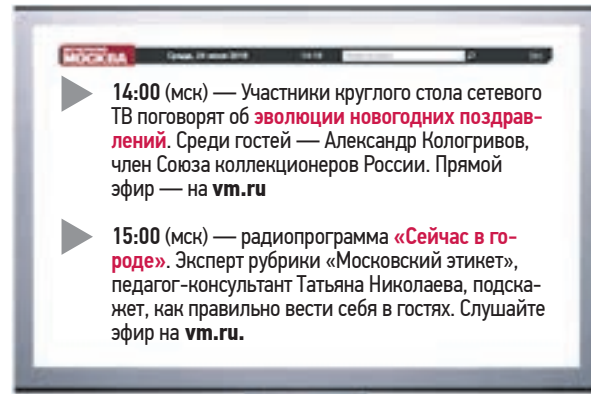 МОСКВА
14:00 (мск) — Участники круглого стола сетевого
ТВ поговорят об эволюции новогодних поздрав-
лений. Среди гостей — Александр Кологривов,
член Союза коллекционеров России. Прямой
эфир — на vm.ru
15:00 (мск) — радиопрограмма «Сейчас в го-
роде». Эксперт рубрики «Московский этикет»,
педагог-консультант Татьяна Николаева, подска-
жет, как правильно вести себя в гостях. Слушайте
эфир на vm.ru.